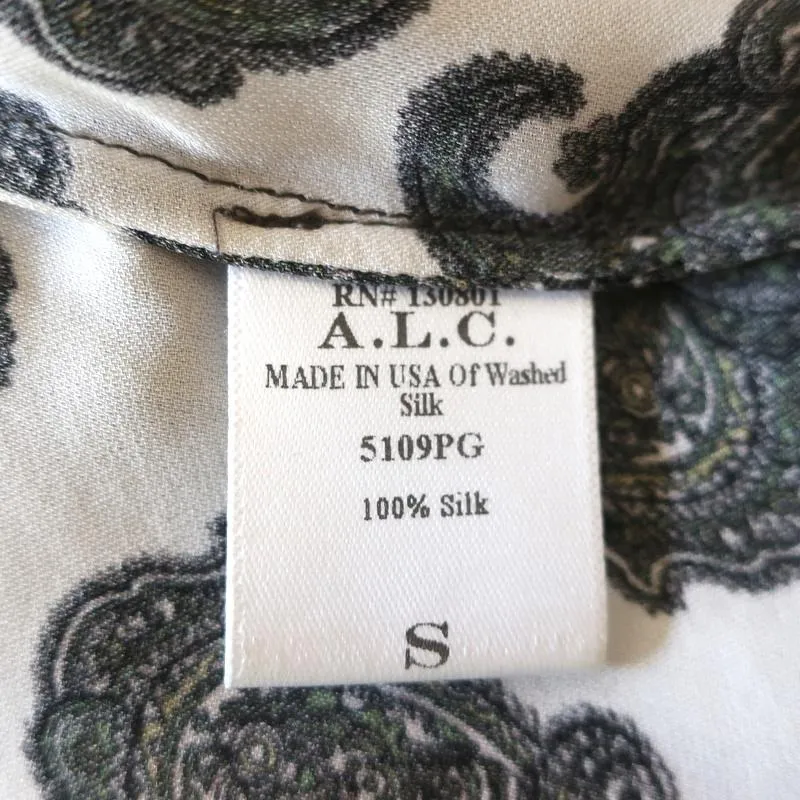 RN# 130801
A.L.C.
MADE IN USA Of Washed
Silk
5109PG
100% Silk
S